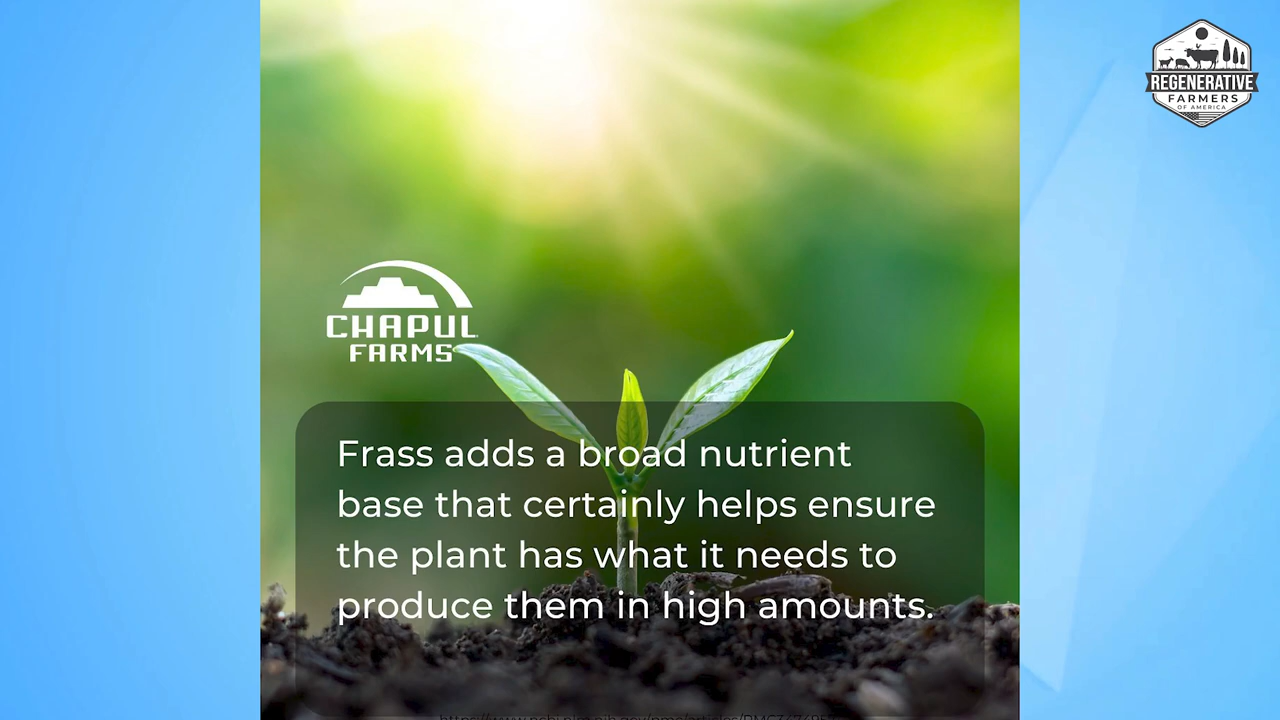 REGENERATIVE
FARMERS
OF AMERICA
CHAPUL
FARMS
Frass adds a broad nutrient
base that certainly helps ensure
the plant has what it needs to
produce them in high amounts.